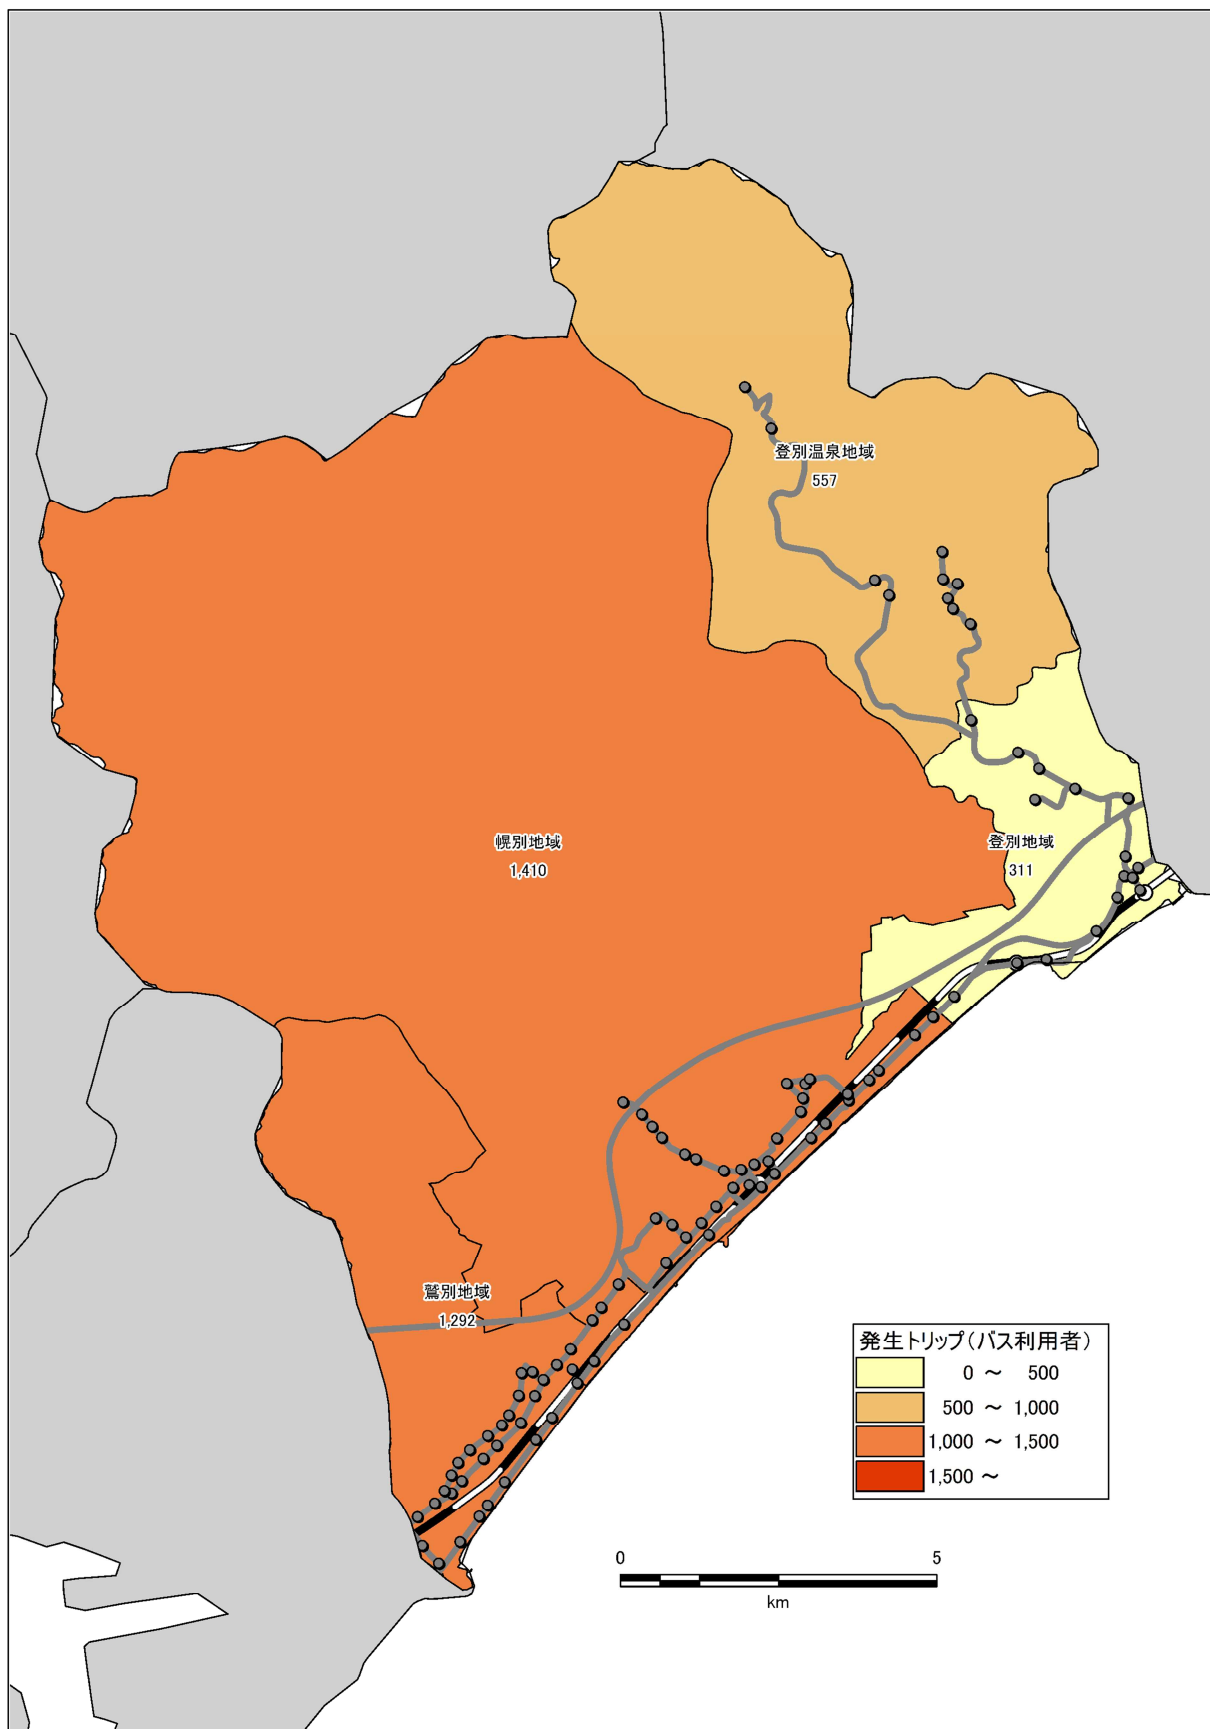 登別温泉地域
557
幌別地域
1,410
登別地域
311
鷲別地域
1,292
発生トリップ(バス利用者)
0 ～ 500
500 ～ 1,000
1,000 ～ 1,500
1,500 ～
0 5
km